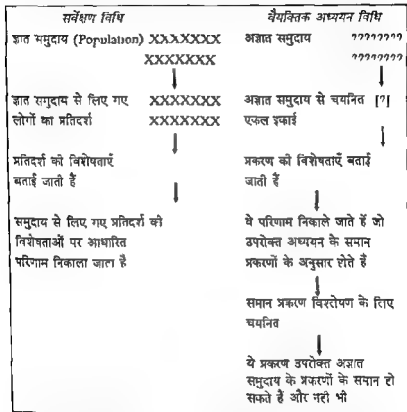 सर्वेक्षण विधि
ज्ञात समुदाय (Population) XXXXXXX
XXXXXXX
ज्ञात समुदाय से लिए गए XXXXXXX
लोगों का प्रतिदर्श XXXXXXX
प्रतिदर्श की विशेषताएँ
बताई जाती हैं
समुदाय से लिए गए प्रतिदर्श की
विशेषताओं पर आधारित
परिणाम निकाला जाता है
वैयक्तिक अध्ययन विधि
अज्ञात समुदाय ????????
????????
अज्ञात समुदाय से चयनित [?]
एकल इकाई
प्रकरण की विशेषताएँ बताई
जाती हैं
वे परिणाम निकाले जाते हैं जो
उपरोक्त अध्ययन के समान
प्रकरणों के अनुसार होते हैं
समान प्रकरण विश्लेषण के लिए
चयनित
ये प्रकरण उपरोक्त अज्ञात
समुदाय के प्रकरणों के समान हो
सकते हैं और नहीं भी